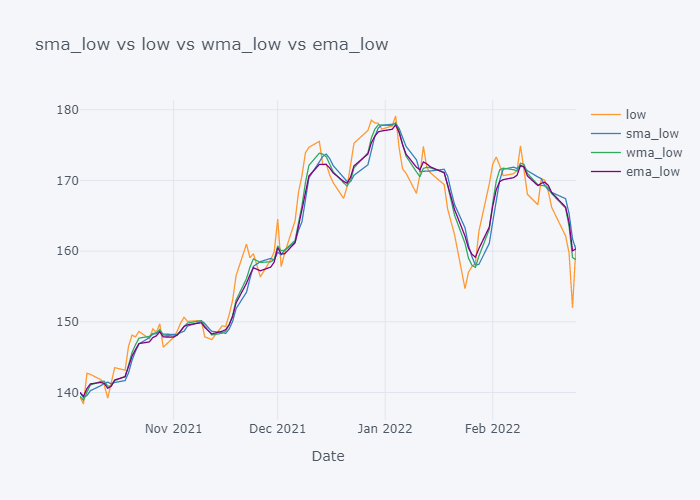 sma_low vs low vs wma_low vs ema_low
180
170
160
150
140
Nov 2021
Dec 2021
Jan 2022
Feb 2022
Date
low
sma_low
wma_low
ema_low